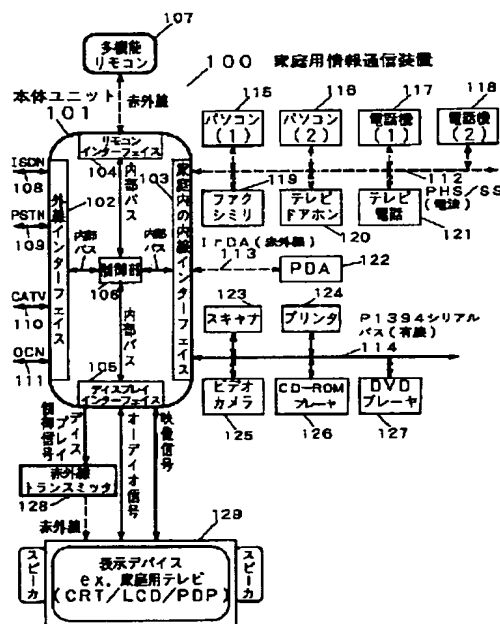 107
多機能
リモコン
100 家庭用情報通信装置
本体ユニット
101
赤外線
115
116
117
118
パソコン
(1)
パソコン
(2)
電話機
(1)
電話機
(2)
リモコン
インターフェイス
104
103
ISDN
108
102
外線インターフェイス
内部バス
家庭内の内線インターフェイス
112
PHS/SS
(電波)
119
ファク
シミリ
テレビ
ドアホン
120
テレビ
電話
121
PSTN
109
内部
バス
内部
バス
制御部
106
IrDA(赤外線)
113
PDA
122
123
124
スキャナ
プリンタ
P1394シリアル
バス(有線)
114
CATV
110
内部バス
OCN
111
105
ディスプレイ
インターフェイス
ビデオ
カメラ
125
CD-ROM
プレーヤ
126
DVD
プレーヤ
127
ディスプレイ
制御信号
オーディオ信号
映像信号
赤外線
トランスミッタ
128
赤外線
129
スピーカ
表示デバイス
ex. 家庭用テレビ
(CRT/LCD/PDP)
スピーカ